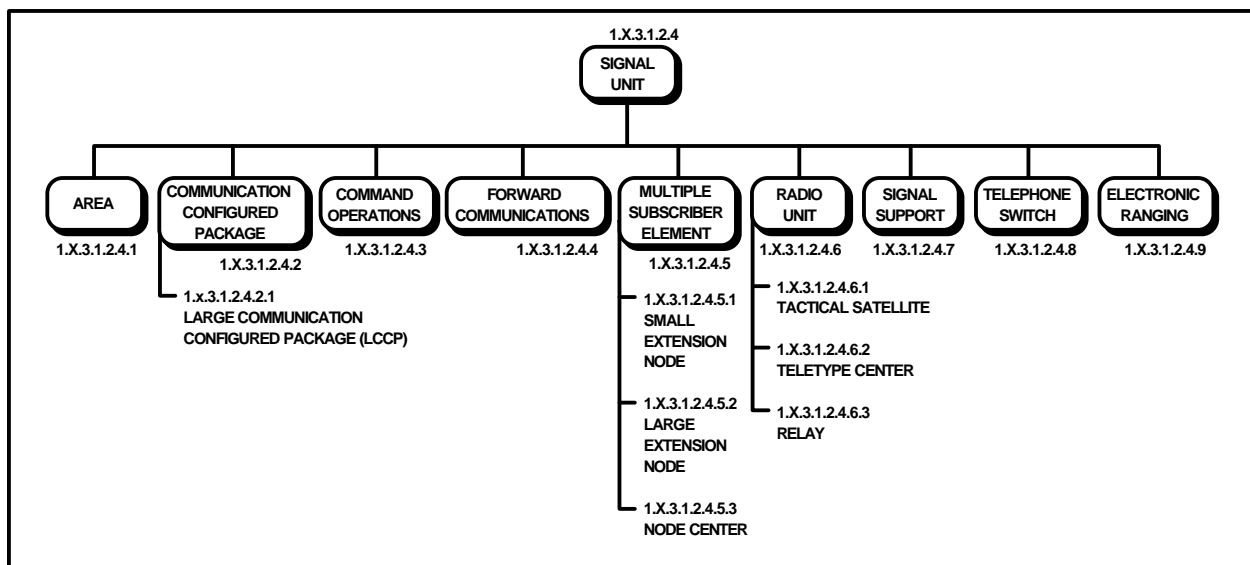 1.X.3.1.2.4
SIGNAL
UNIT
AREA
1.X.3.1.2.4.1
COMMUNICATION
CONFIGURED
PACKAGE
1.X.3.1.2.4.2
1.x.3.1.2.4.2.1
LARGE COMMUNICATION
CONFIGURED PACKAGE (LCCP)
COMMAND
OPERATIONS
1.X.3.1.2.4.3
FORWARD
COMMUNICATIONS
1.X.3.1.2.4.4
MULTIPLE
SUBSCRIBER
ELEMENT
1.X.3.1.2.4.5
1.X.3.1.2.4.5.1
SMALL
EXTENSION
NODE
1.X.3.1.2.4.5.2
LARGE
EXTENSION
NODE
1.X.3.1.2.4.5.3
NODE CENTER
RADIO
UNIT
1.X.3.1.2.4.6
1.X.3.1.2.4.6.1
TACTICAL SATELLITE
1.X.3.1.2.4.6.2
TELETYPE CENTER
1.X.3.1.2.4.6.3
RELAY
SIGNAL
SUPPORT
1.X.3.1.2.4.7
TELEPHONE
SWITCH
1.X.3.1.2.4.8
ELECTRONIC
RANGING
1.X.3.1.2.4.9